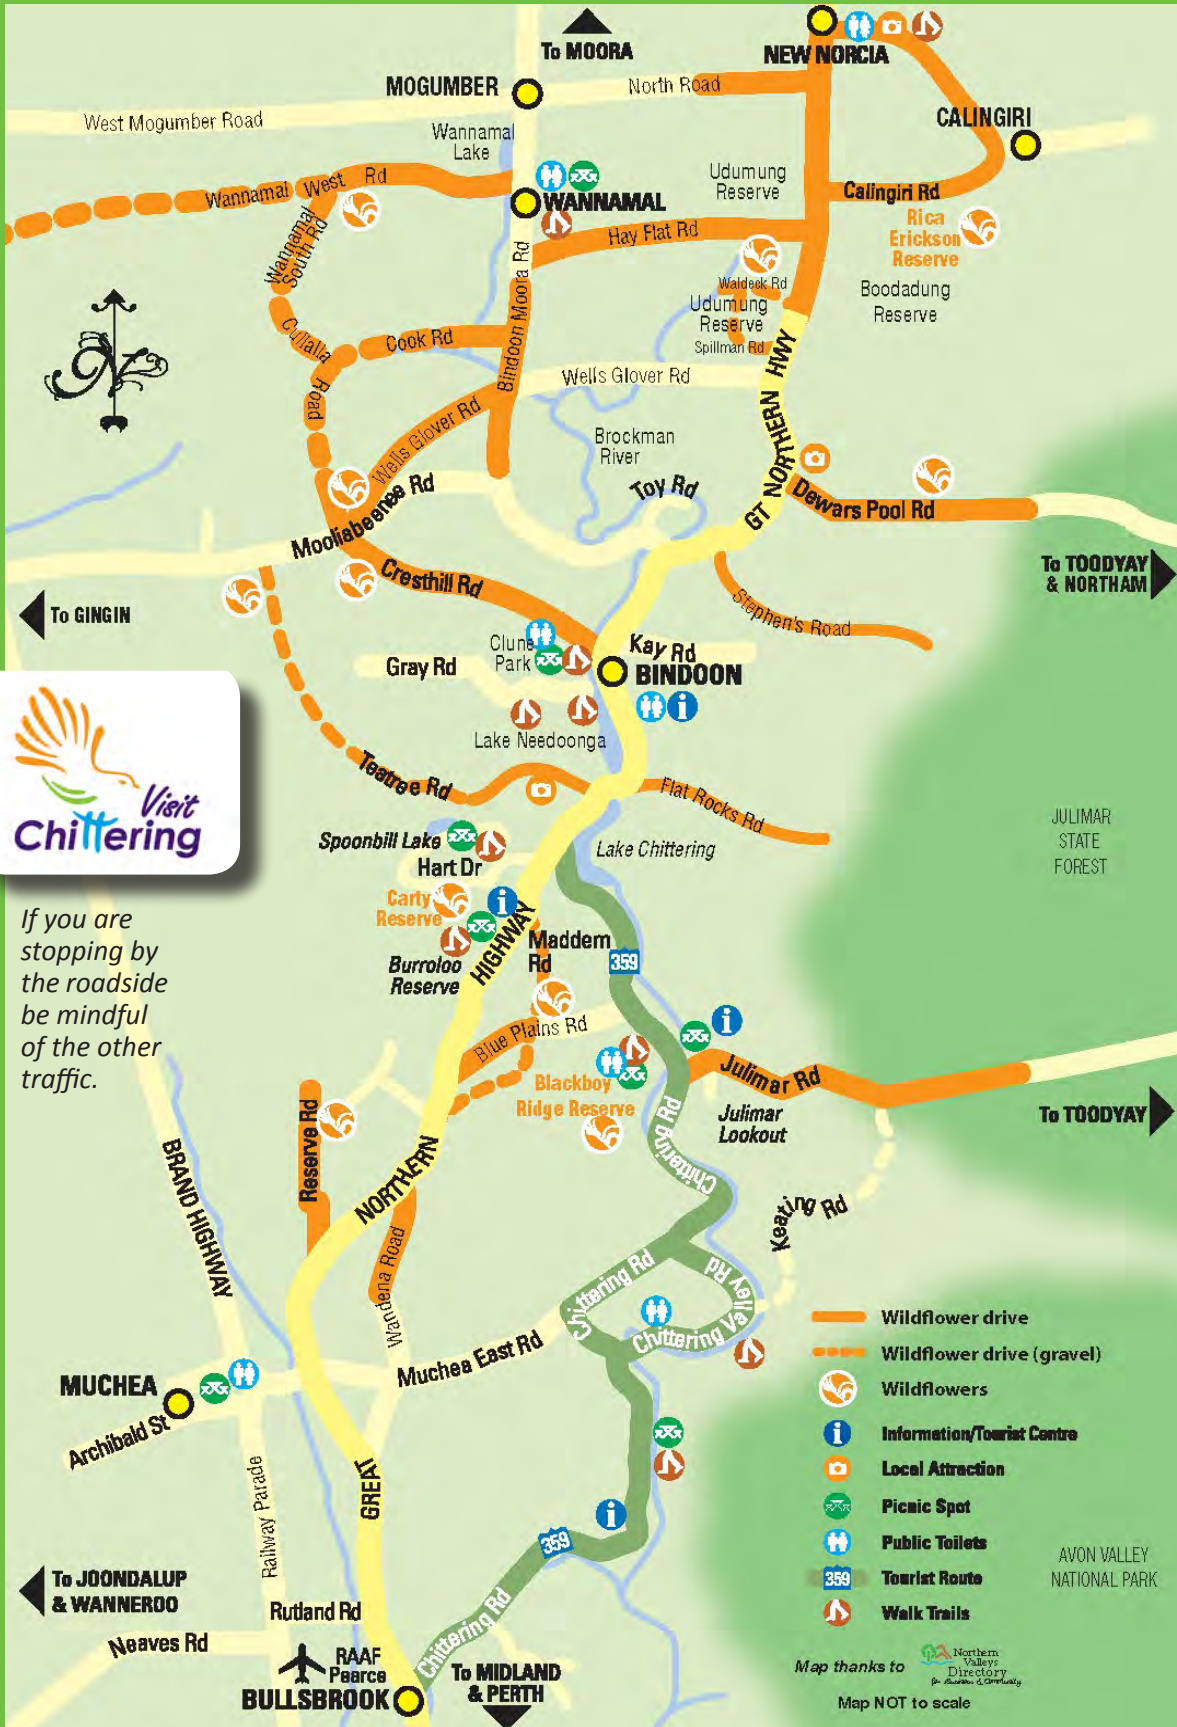 To MOORA
NEW NORCIA
MOGUMBER
North Road
West Mogumber Road
CALINGIRI
Wannamal
Lake
Udumung
Reserve
Wannamal West Rd
WANNAMAL
Calingiri Rd
Rica
Erickson
Reserve
Hay Flat Rd
Wannamal
South Rd
Bindoon Moora Rd
Waldeck Rd
Boodadung
Reserve
Udumung
Reserve
Spillman Rd
Cullalla
Road
Cook Rd
Wells Glover Rd
GT NORTHERN HWY
Wells Glover Rd
Brockman
River
Mooliabeenee Rd
Toy Rd
Dewars Pool Rd
To TOODYAY
& NORTHAM
Cresthill Rd
To GINGIN
Stephen's Road
Clune
Park
Kay Rd
Gray Rd
BINDOON
Lake Needoonga
Visit
Chittering
Teatree Rd
Flat Rocks Rd
JULIMAR
STATE
FOREST
Spoonbill Lake
Lake Chittering
Hart Dr
Carty
Reserve
If you are
stopping by
the roadside
be mindful
of the other
traffic.
Maddern
Rd
Burroloo
Reserve
359
Blue Plains Rd
Blackboy
Ridge Reserve
Julimar Rd
Julimar
Lookout
To TOODYAY
Reserve Rd
Chittering Rd
BRAND HIGHWAY
GREAT NORTHERN HIGHWAY
Keating Rd
Wandena Road
Chittering Rd
Chittering Valley Rd
Muchea East Rd
MUCHEA
Archibald St
Railway Parade
Wildflower drive
Wildflower drive (gravel)
Wildflowers
Information/Tourist Centre
Local Attraction
Picnic Spot
Public Toilets
359 Tourist Route
Walk Trails
AVON VALLEY
NATIONAL PARK
359
Chittering Rd
To JOONDALUP
& WANNEROO
Rutland Rd
Neaves Rd
RAAF
Pearce
BULLSBROOK
To MIDLAND
& PERTH
Map thanks to
Northern
Valleys
Directory
for Business & Community
Map NOT to scale